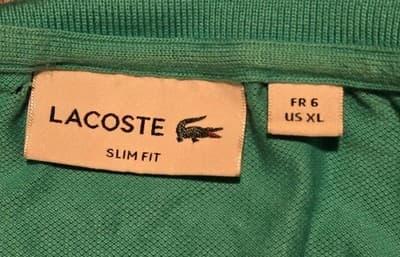 LACOSTE
SLIM FIT
FR 6
US XL